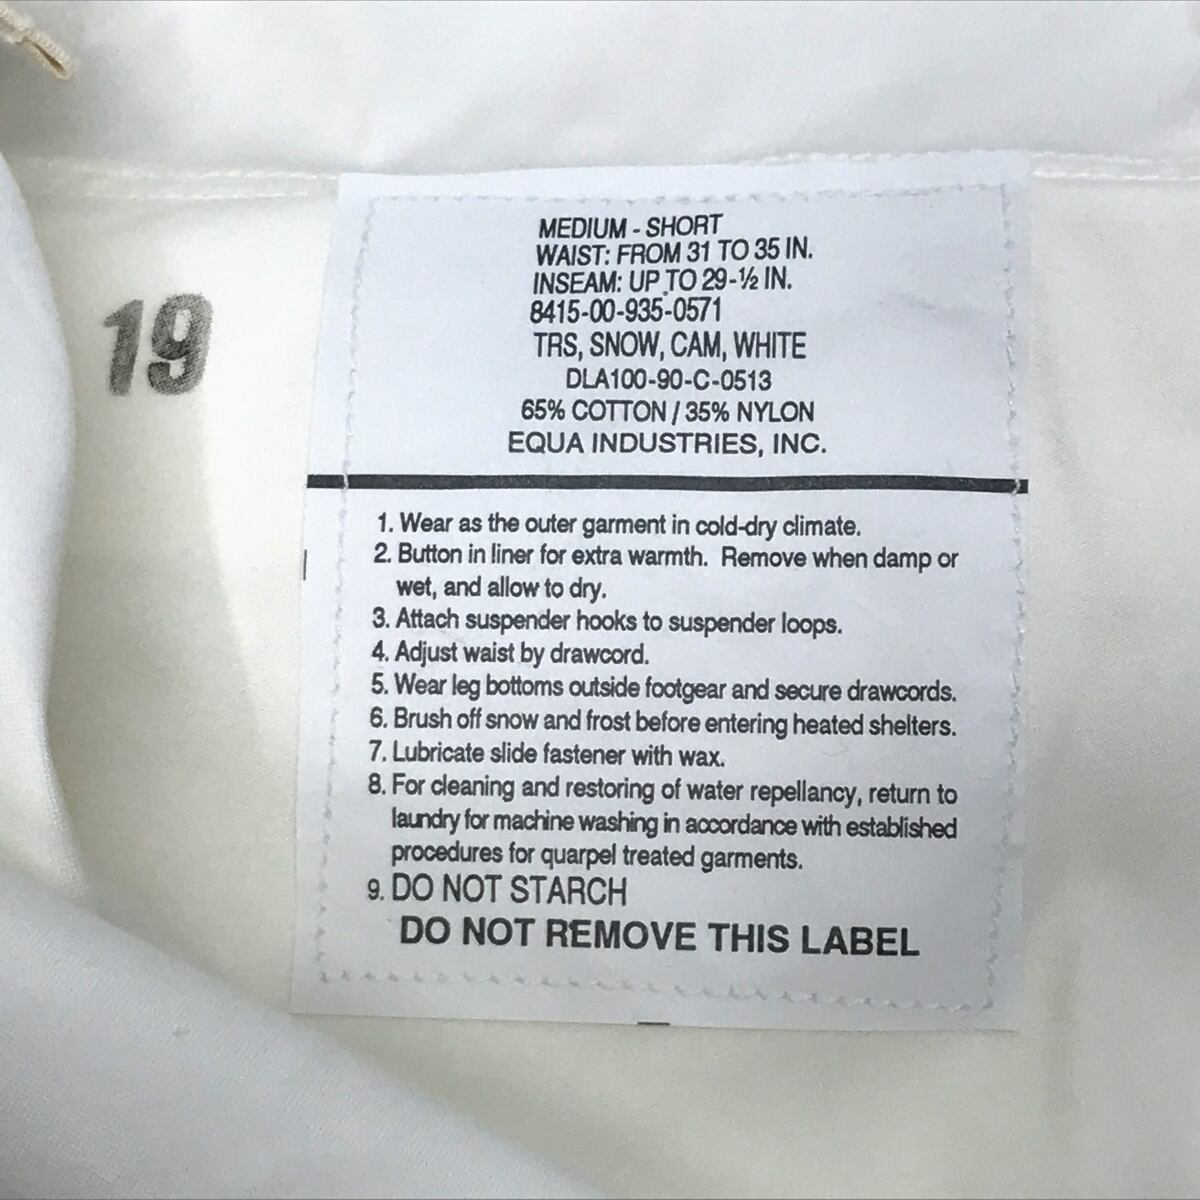 19
MEDIUM - SHORT
WAIST: FROM 31 TO 35 IN.
INSEAM: UP TO 29-½ IN.
8415-00-935-0571
TRS, SNOW, CAM, WHITE
DLA100-90-C-0513
65% COTTON / 35% NYLON
EQUA INDUSTRIES, INC.
1. Wear as the outer garment in cold-dry climate.
2. Button in liner for extra warmth. Remove when damp or
wet, and allow to dry.
3. Attach suspender hooks to suspender loops.
4. Adjust waist by drawcord.
5. Wear leg bottoms outside footgear and secure drawcords.
6. Brush off snow and frost before entering heated shelters.
7. Lubricate slide fastener with wax.
8. For cleaning and restoring of water repellancy, return to
laundry for machine washing in accordance with established
procedures for quarpel treated garments.
9. DO NOT STARCH
DO NOT REMOVE THIS LABEL